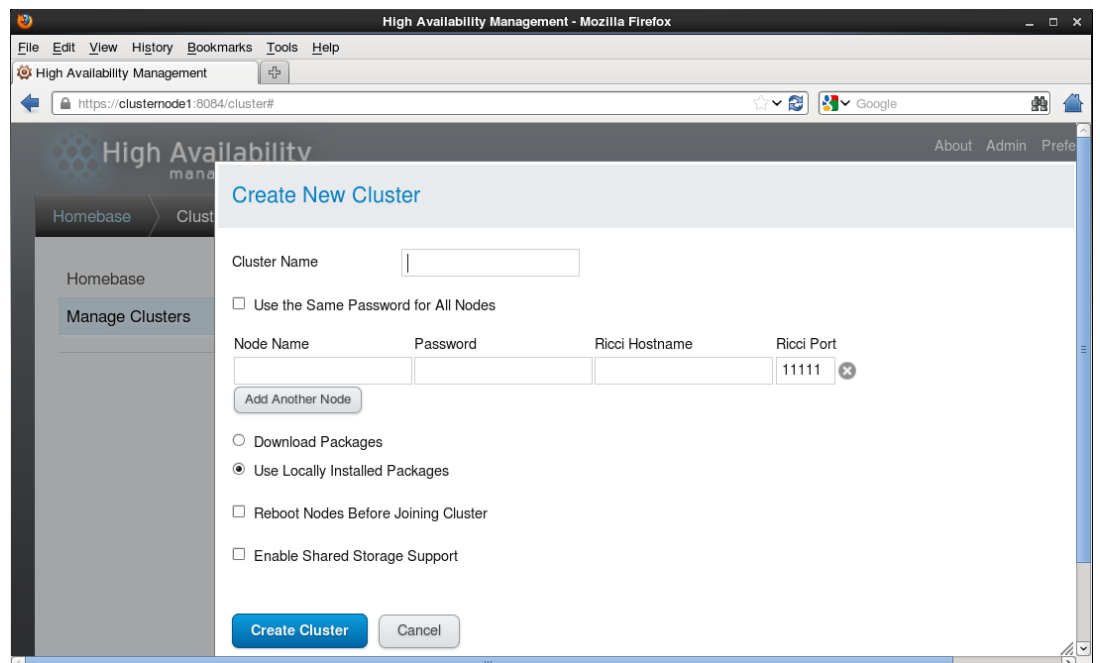 High Availability Management - Mozilla Firefox
File Edit View History Bookmarks Tools Help
High Availability Management
https://clusternode1:8084/cluster#
Google
High Availability
mana
About Admin Prefe
Create New Cluster
Homebase
Clust
Cluster Name
Homebase
Use the Same Password for All Nodes
Manage Clusters
Node Name Password Ricci Hostname Ricci Port
11111
Add Another Node
Download Packages
Use Locally Installed Packages
Reboot Nodes Before Joining Cluster
Enable Shared Storage Support
Create Cluster Cancel